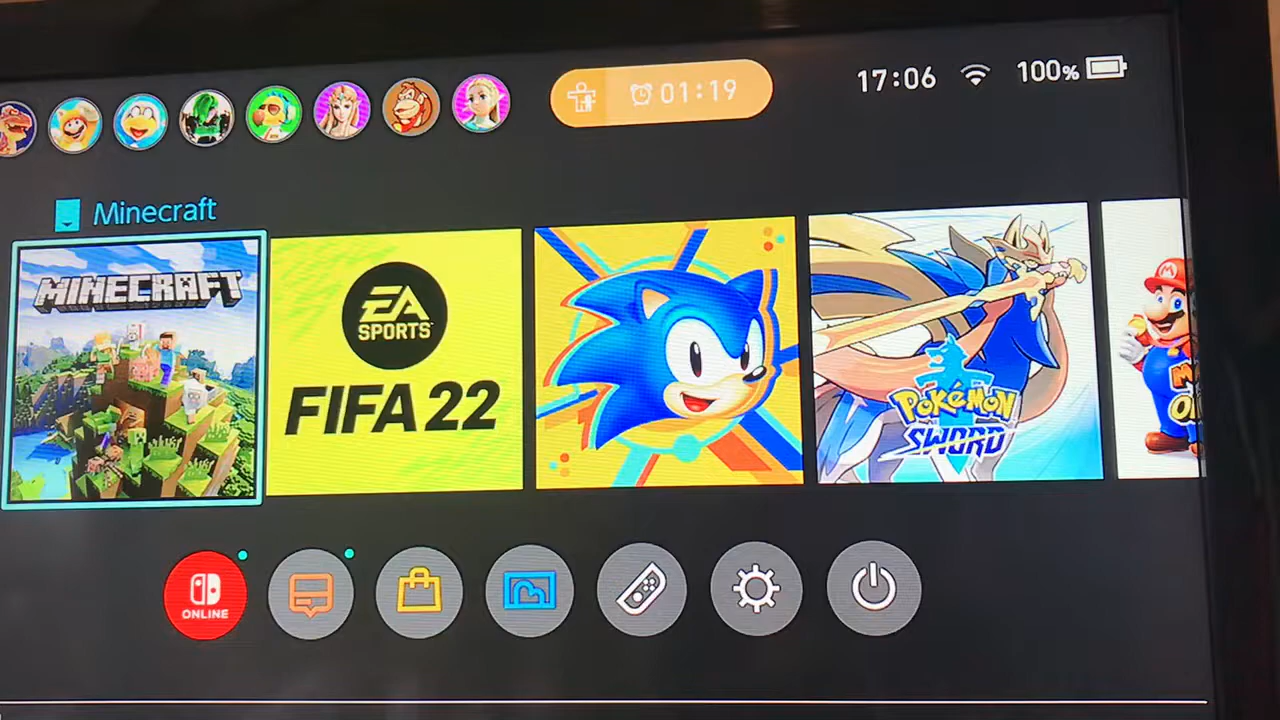 01:19
17:06
100%
Minecraft
MINECRAFT
EA
SPORTS
FIFA 22
POKéMON
SWORD
ONLINE